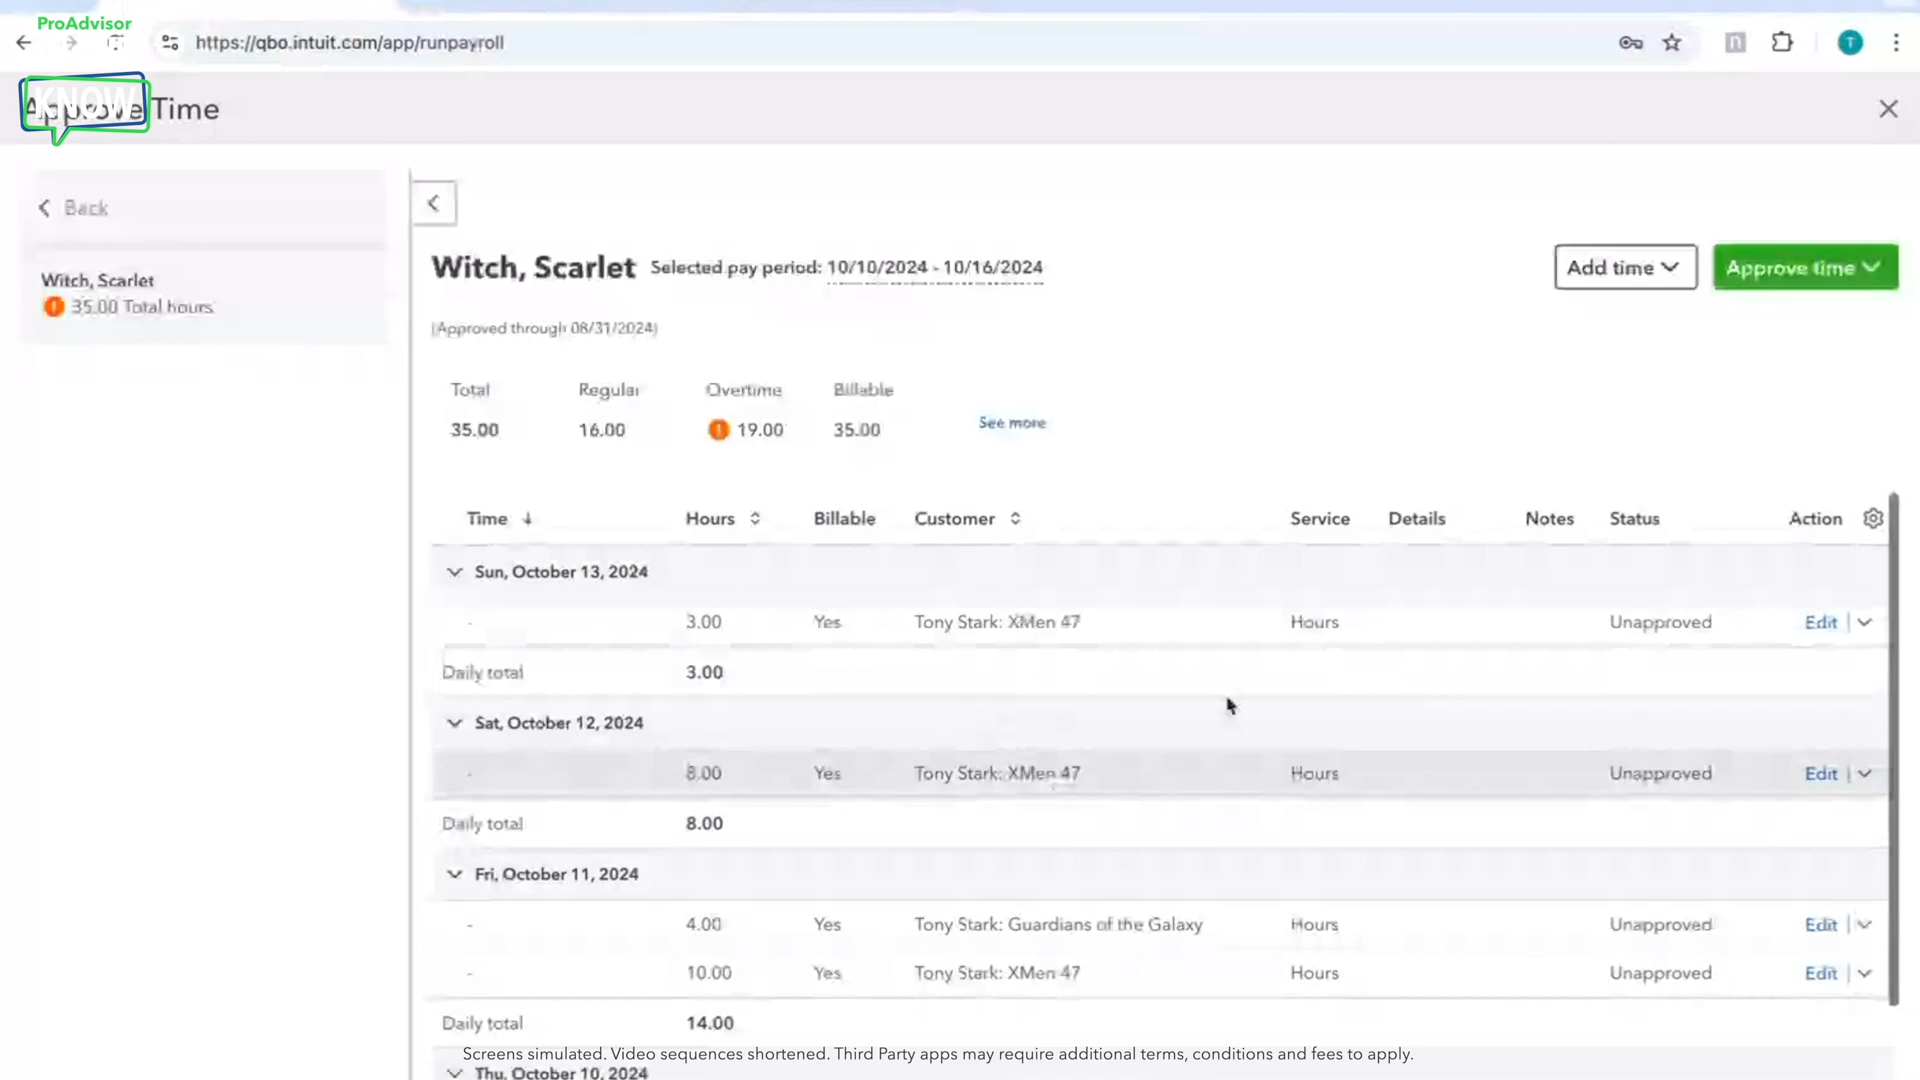 ProAdvisor
https://qbo.intuit.com/app/runpayroll
T
KNOW
Approve Time
Back
Witch, Scarlet
35.00 Total hours
Witch, Scarlet Selected pay period: 10/10/2024 - 10/16/2024
Add time
Approve time
(Approved through 08/31/2024)
Total Regular Overtime Billable
35.00 16.00 19.00 35.00 See more
Time Hours Billable Customer Service Details Notes Status Action
Sun, October 13, 2024
- 3.00 Yes Tony Stark: XMen 47 Hours Unapproved Edit
Daily total 3.00
Sat, October 12, 2024
- 8.00 Yes Tony Stark: XMen 47 Hours Unapproved Edit
Daily total 8.00
Fri, October 11, 2024
- 4.00 Yes Tony Stark: Guardians of the Galaxy Hours Unapproved Edit
- 10.00 Yes Tony Stark: XMen 47 Hours Unapproved Edit
Daily total 14.00
Screens simulated. Video sequences shortened. Third Party apps may require additional terms, conditions and fees to apply.
Thu, October 10, 2024